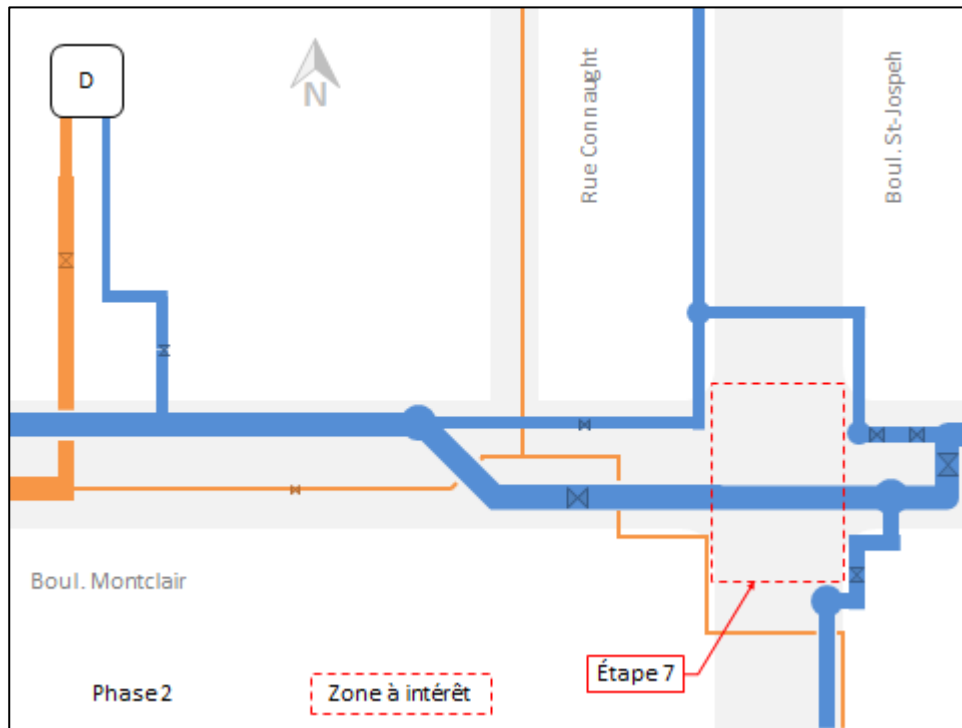 D
N
Rue Connaught
Boul. St-Jospeh
Boul. Montclair
Étape 7
Phase 2
Zone à intérêt